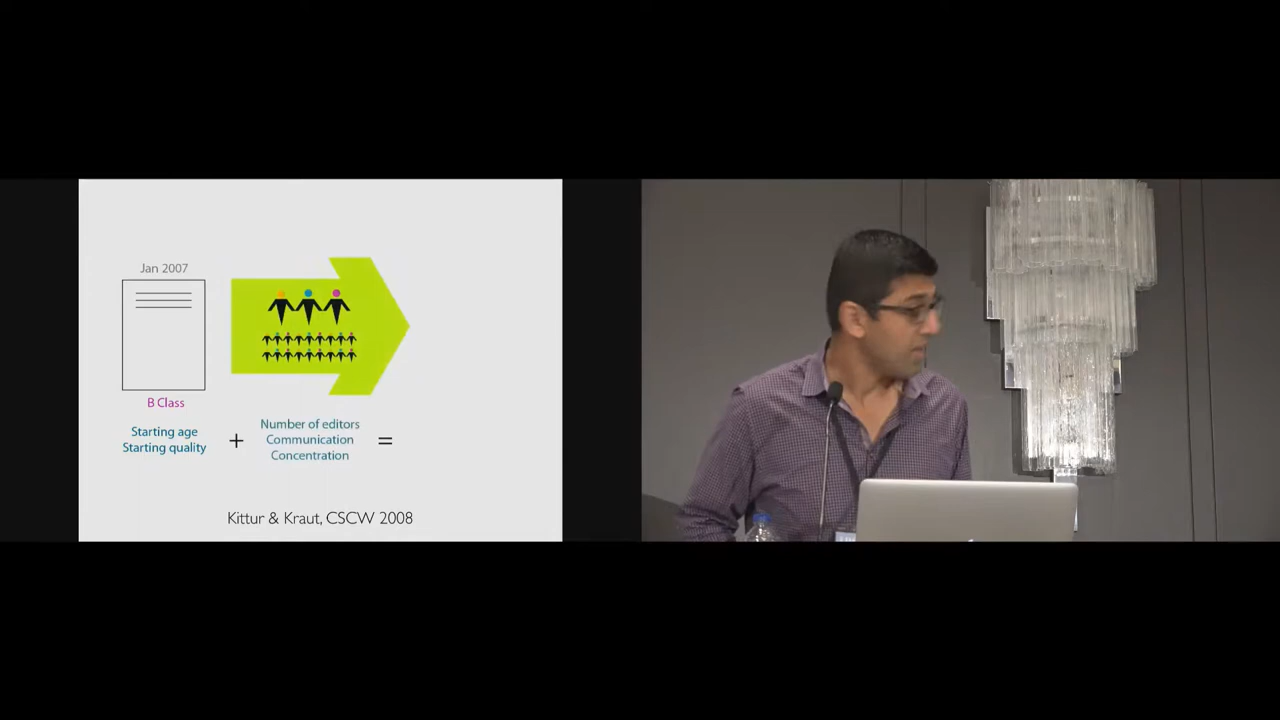 Jan 2007
B Class
Starting age
Starting quality
+
Number of editors
Communication
Concentration
=
Kittur & Kraut, CSCW 2008